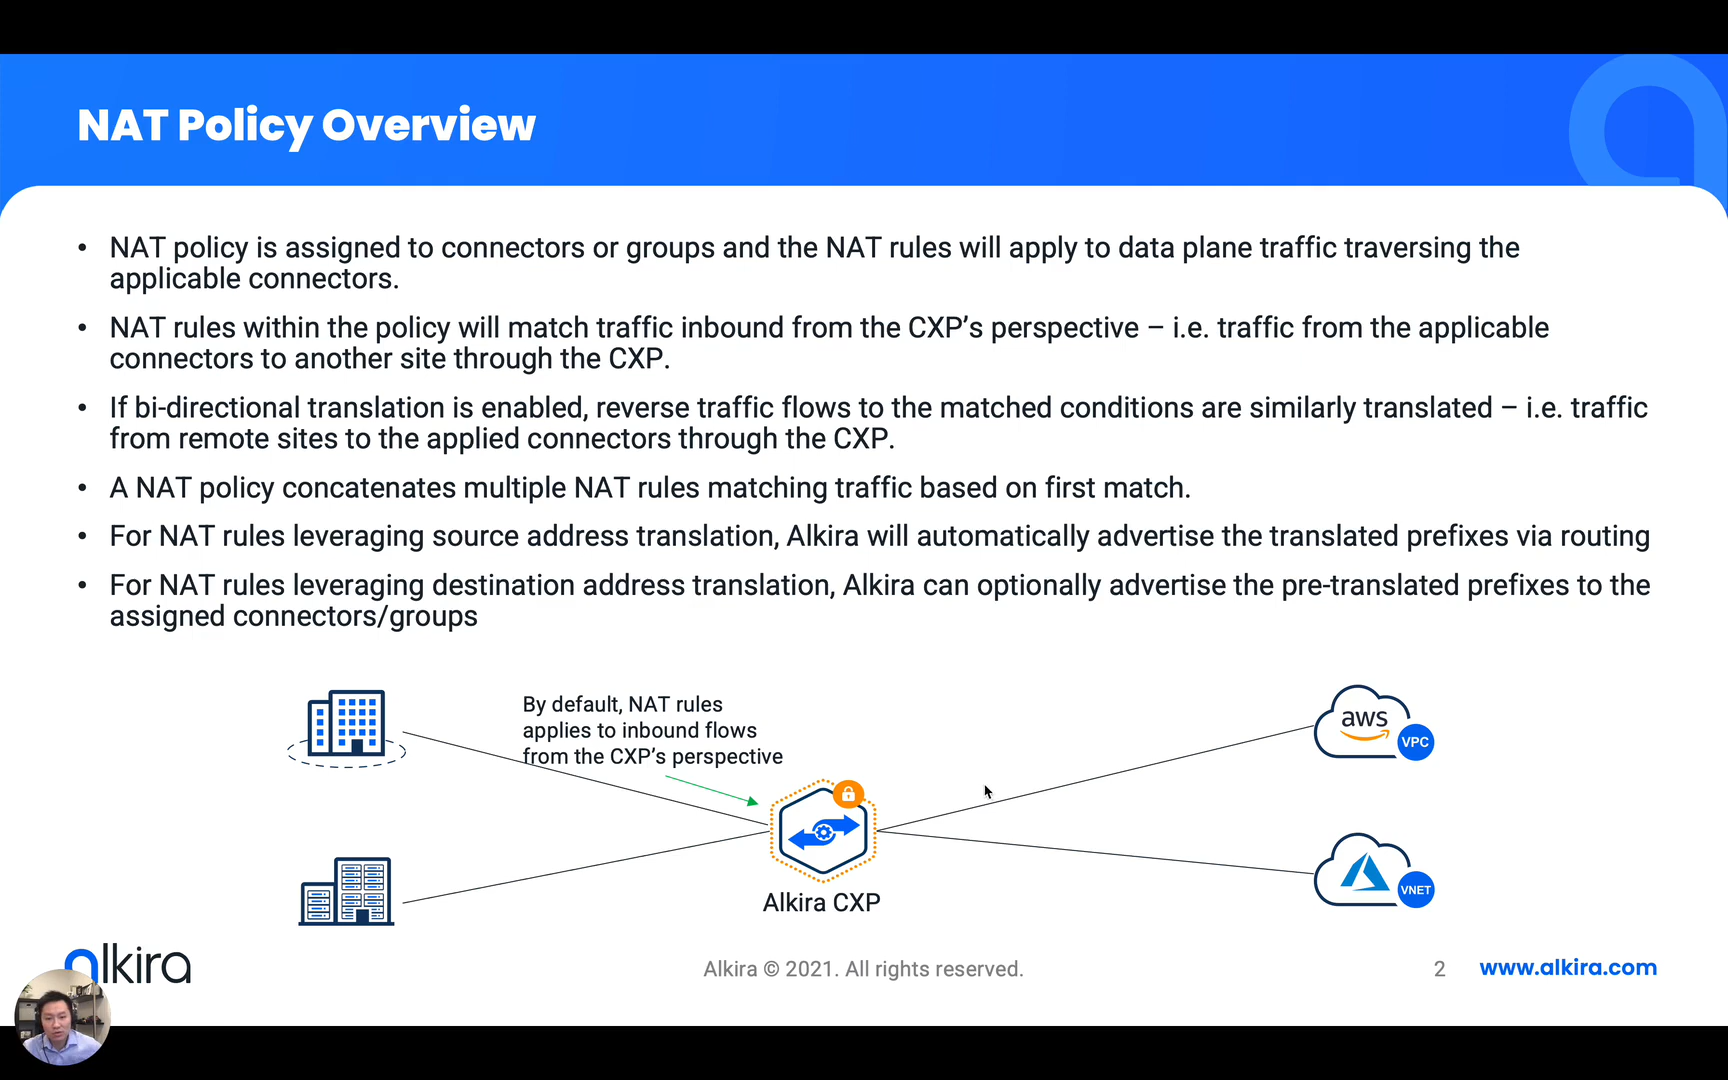 NAT Policy Overview
• NAT policy is assigned to connectors or groups and the NAT rules will apply to data plane traffic traversing the
applicable connectors.
• NAT rules within the policy will match traffic inbound from the CXP’s perspective – i.e. traffic from the applicable
connectors to another site through the CXP.
• If bi-directional translation is enabled, reverse traffic flows to the matched conditions are similarly translated – i.e. traffic
from remote sites to the applied connectors through the CXP.
• A NAT policy concatenates multiple NAT rules matching traffic based on first match.
• For NAT rules leveraging source address translation, Alkira will automatically advertise the translated prefixes via routing
• For NAT rules leveraging destination address translation, Alkira can optionally advertise the pre-translated prefixes to the
assigned connectors/groups
By default, NAT rules
applies to inbound flows
from the CXP’s perspective
aws
VPC
VNET
Alkira CXP
alkira
Alkira © 2021. All rights reserved.
2
www.alkira.com